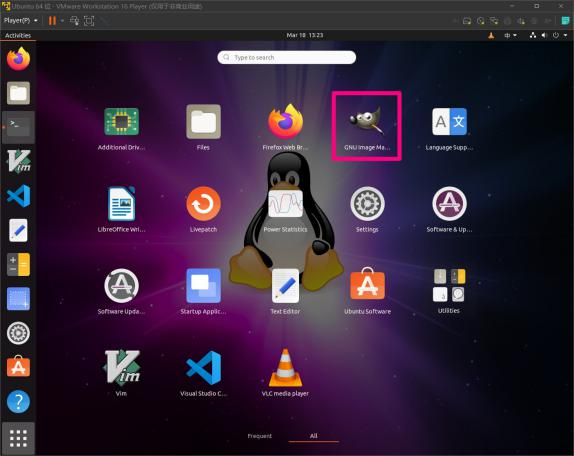 Ubuntu 64 位 - VMware Workstation 16 Player (仅用于非商业用途)
Player(P)
Activities
Mar 18 13:23
中
Type to search
Additional Driv...
Files
Firefox Web Br...
GNU Image Ma...
Language Supp...
LibreOffice Wri...
Livepatch
Power Statistics
Settings
Software & Up...
Software Upda...
Startup Applic...
Text Editor
Ubuntu Software
Utilities
Vim
Visual Studio C...
VLC media player
Frequent
All